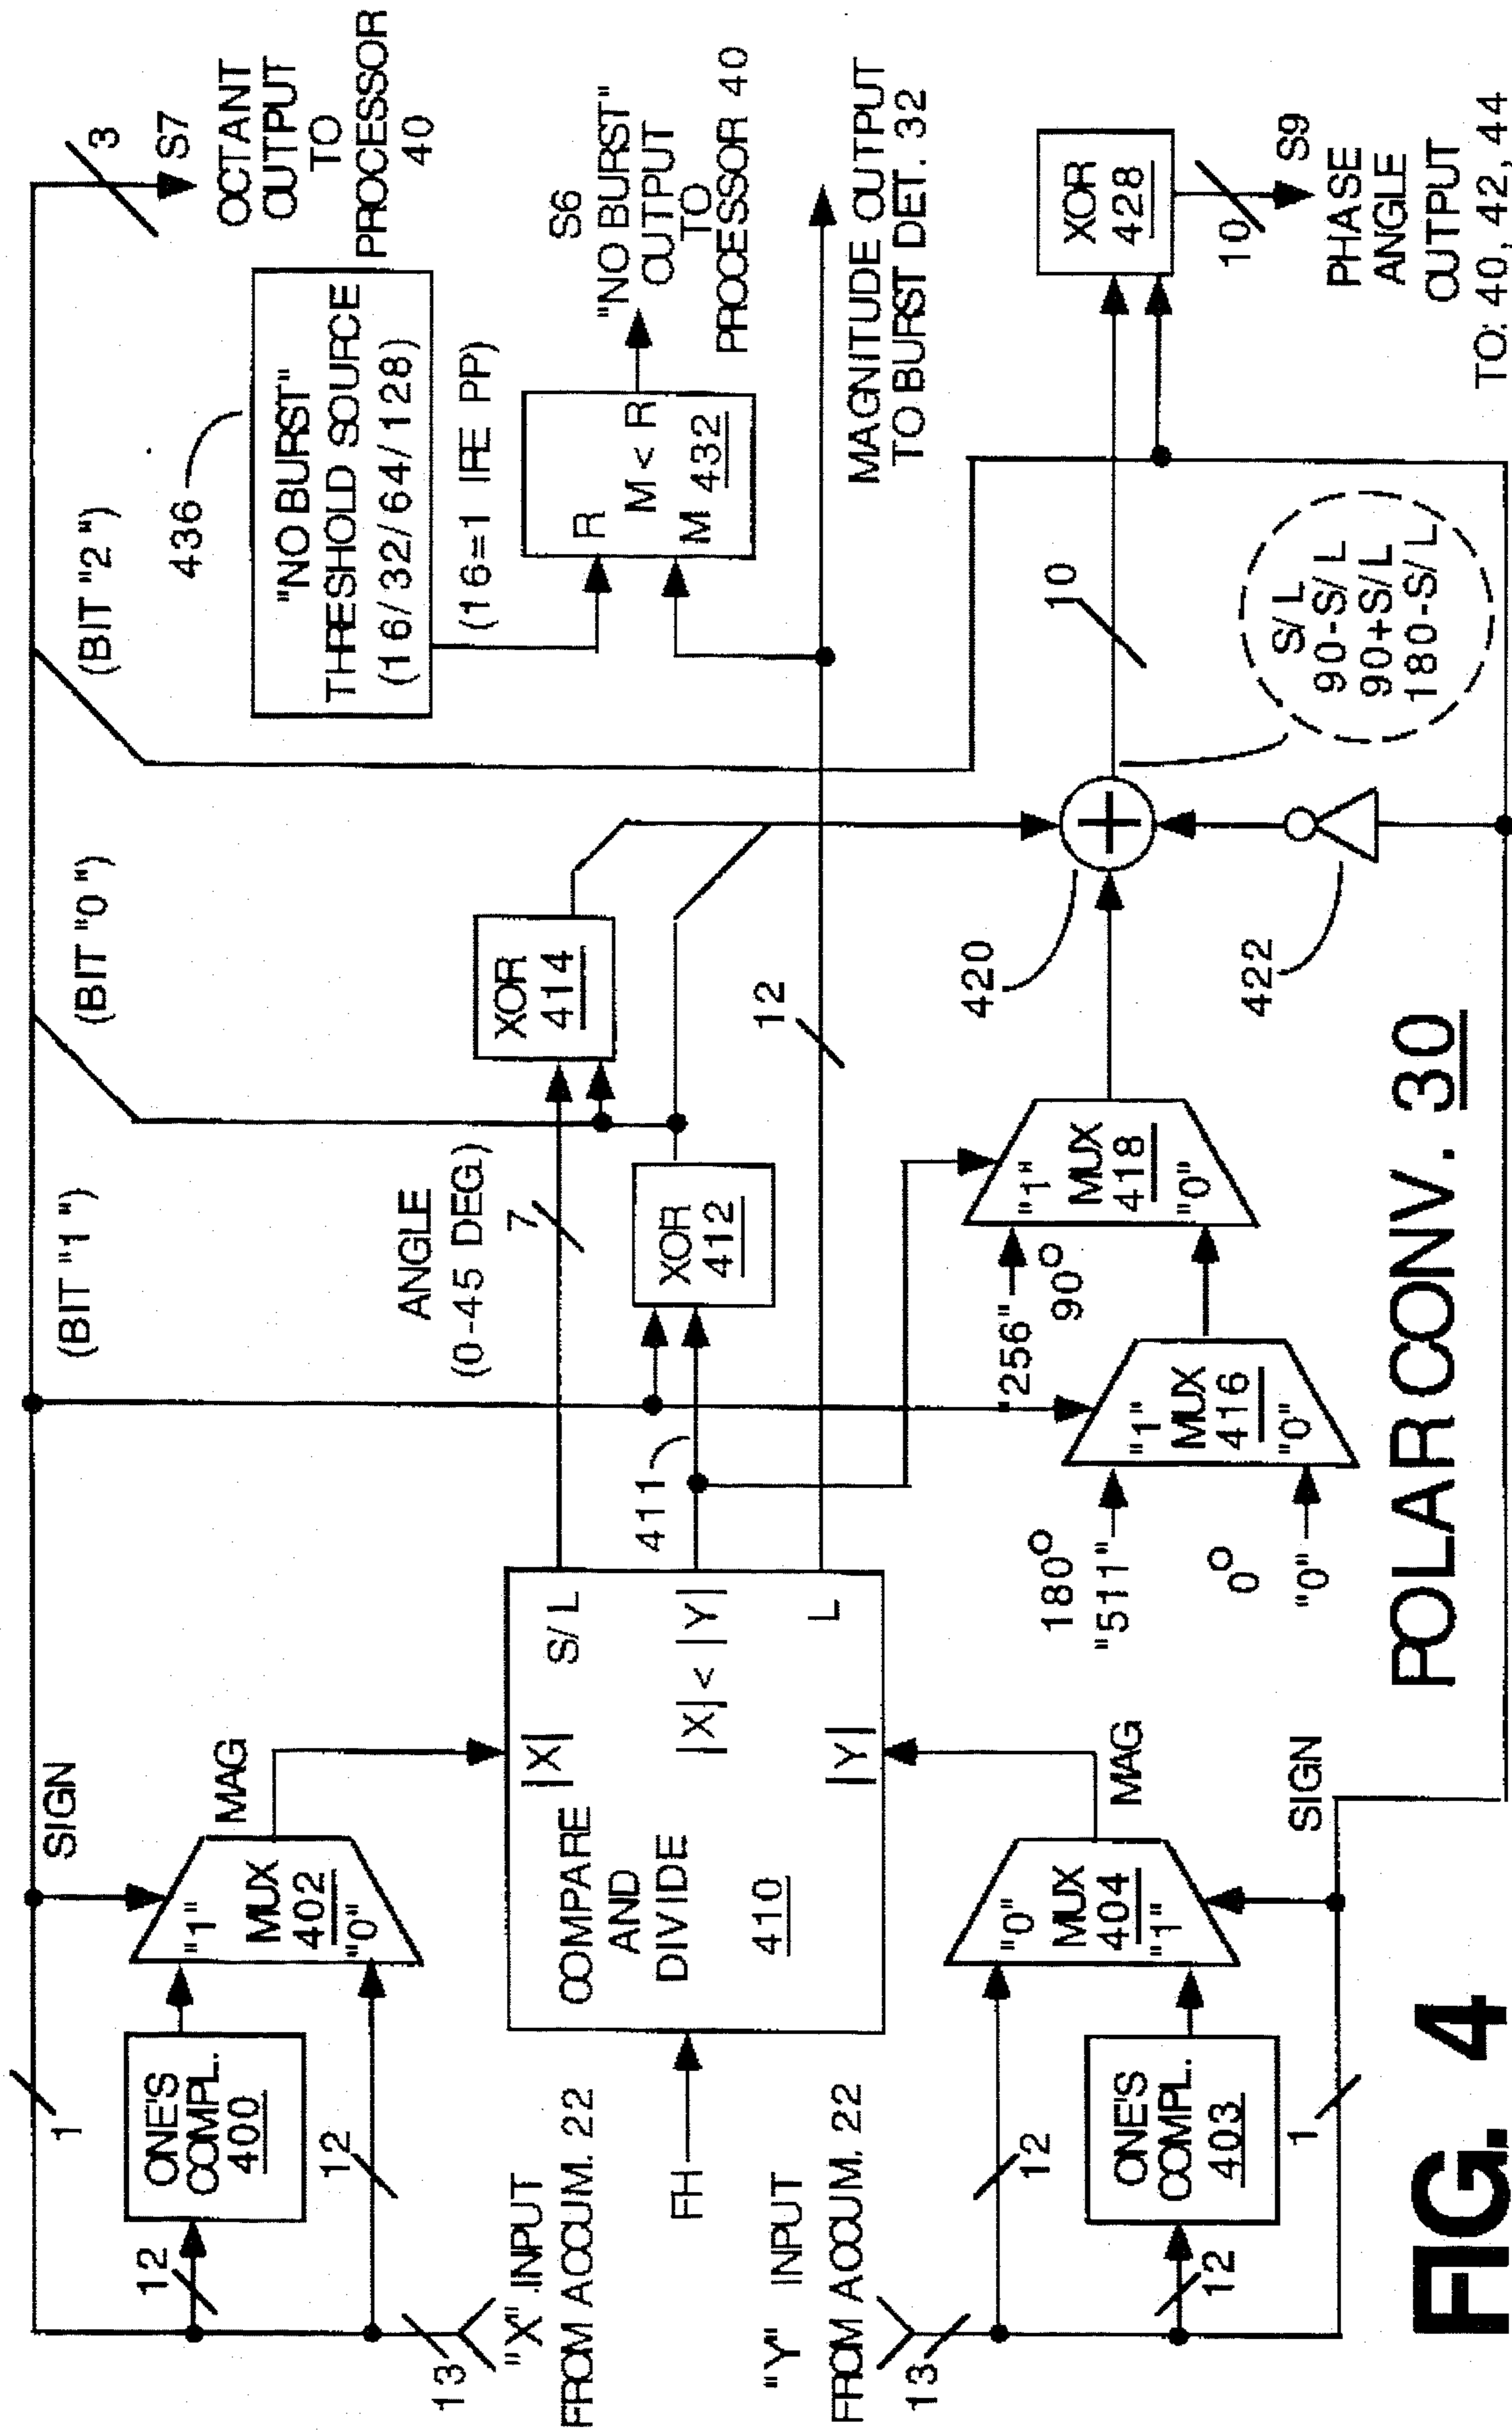 SIGN
(BIT "1")
(BIT "0")
(BIT "2")
3
S7
OCTANT
OUTPUT
TO
PROCESSOR
40
1
ONE'S
COMPL.
400
12
12
"1"
MUX
402
"0"
MAG
13
"X" INPUT
FROM ACCUM. 22
FH
COMPARE
AND
DIVIDE
410
|X|
S/L
|X|<|Y|
|Y|
L
411
ANGLE
(0-45 DEG.)
7
XOR
412
XOR
414
12
436
"NO BURST"
THRESHOLD SOURCE
(16/32/64/128)
(16=1 IRE PP)
R
M < R
M 432
S6
"NO BURST"
OUTPUT
TO
PROCESSOR 40
MAGNITUDE OUTPUT
TO BURST DET. 32
"Y" INPUT
FROM ACCUM. 22
13
12
12
ONE'S
COMPL.
403
1
"0"
MUX
404
"1"
MAG
SIGN
180°
"511"
0°
"0"
"1"
MUX
416
"0"
"256"
90°
"1"
MUX
418
"0"
420
422
10
S/L
90-S/L
90+S/L
180-S/L
XOR
428
10
S9
PHASE
ANGLE
OUTPUT
TO: 40, 42, 44
FIG. 4
POLAR CONV. 30